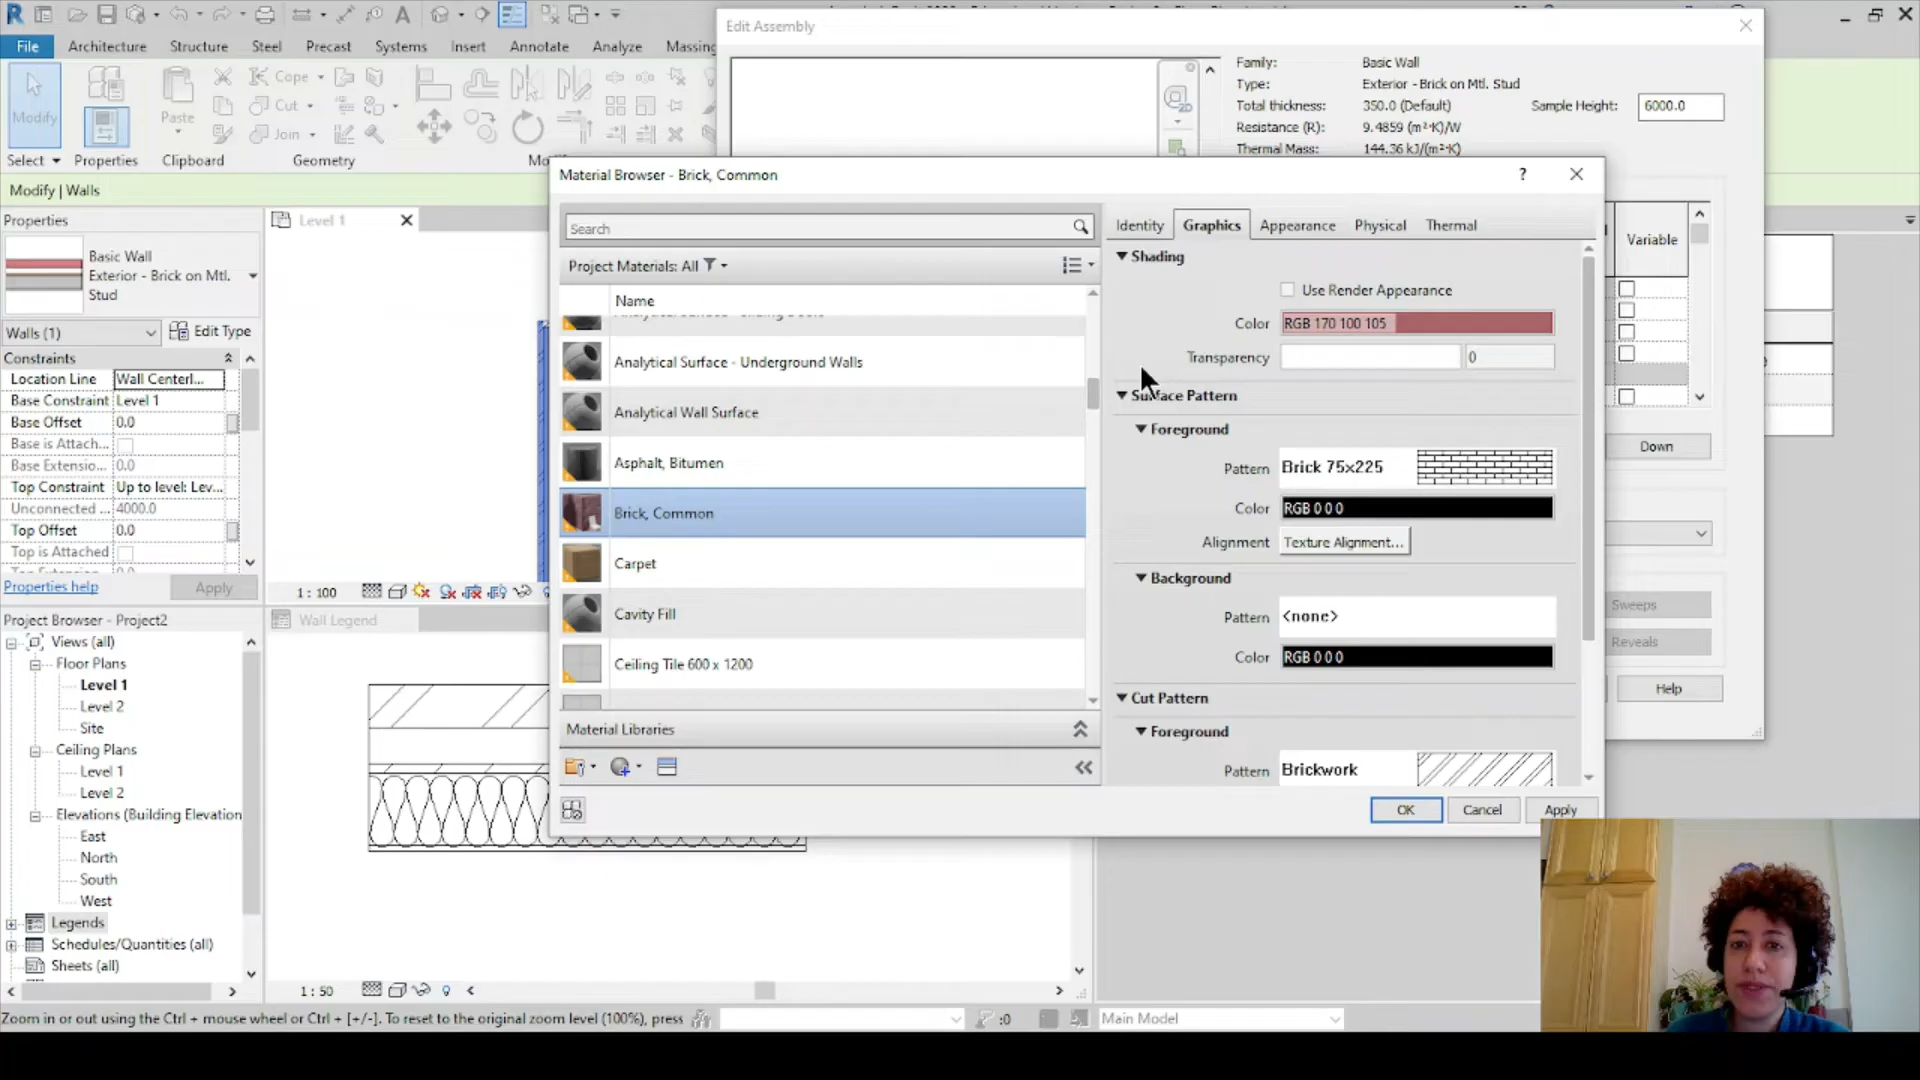 File
Architecture
Structure
Steel
Precast
Systems
Insert
Annotate
Analyze
Massing
Modify
Paste
Cope
Cut
Join
Select
Properties
Clipboard
Geometry
Modify | Walls
Edit Assembly
Family: Basic Wall
Type: Exterior - Brick on Mtl. Stud
Total thickness: 350.0 (Default)
Sample Height: 6000.0
Resistance (R): 9.4859 (m²·K)/W
Thermal Mass: 144.36 kJ/(m²·K)
Variable
Down
Sweeps
Reveals
Help
Properties
Basic Wall
Exterior - Brick on Mtl.
Stud
Walls (1)
Edit Type
Constraints
Location Line Wall Centerl...
Base Constraint Level 1
Base Offset 0.0
Base is Attach...
Base Extensio... 0.0
Top Constraint Up to level: Lev...
Unconnected ... 4000.0
Top Offset 0.0
Top is Attached
Properties help
Apply
Project Browser - Project2
Views (all)
Floor Plans
Level 1
Level 2
Site
Ceiling Plans
Level 1
Level 2
Elevations (Building Elevation
East
North
South
West
Legends
Schedules/Quantities (all)
Sheets (all)
Level 1
1 : 100
Wall Legend
1 : 50
Material Browser - Brick, Common
?
Search
Project Materials: All
Name
Analytical Surface - Underground Walls
Analytical Wall Surface
Asphalt, Bitumen
Brick, Common
Carpet
Cavity Fill
Ceiling Tile 600 x 1200
Material Libraries
Identity
Graphics
Appearance
Physical
Thermal
Shading
Use Render Appearance
Color RGB 170 100 105
Transparency 0
Surface Pattern
Foreground
Pattern Brick 75x225
Color RGB 0 0 0
Alignment Texture Alignment...
Background
Pattern <none>
Color RGB 0 0 0
Cut Pattern
Foreground
Pattern Brickwork
OK
Cancel
Apply
Zoom in or out using the Ctrl + mouse wheel or Ctrl + [+/-]. To reset to the original zoom level (100%), press
:0
Main Model